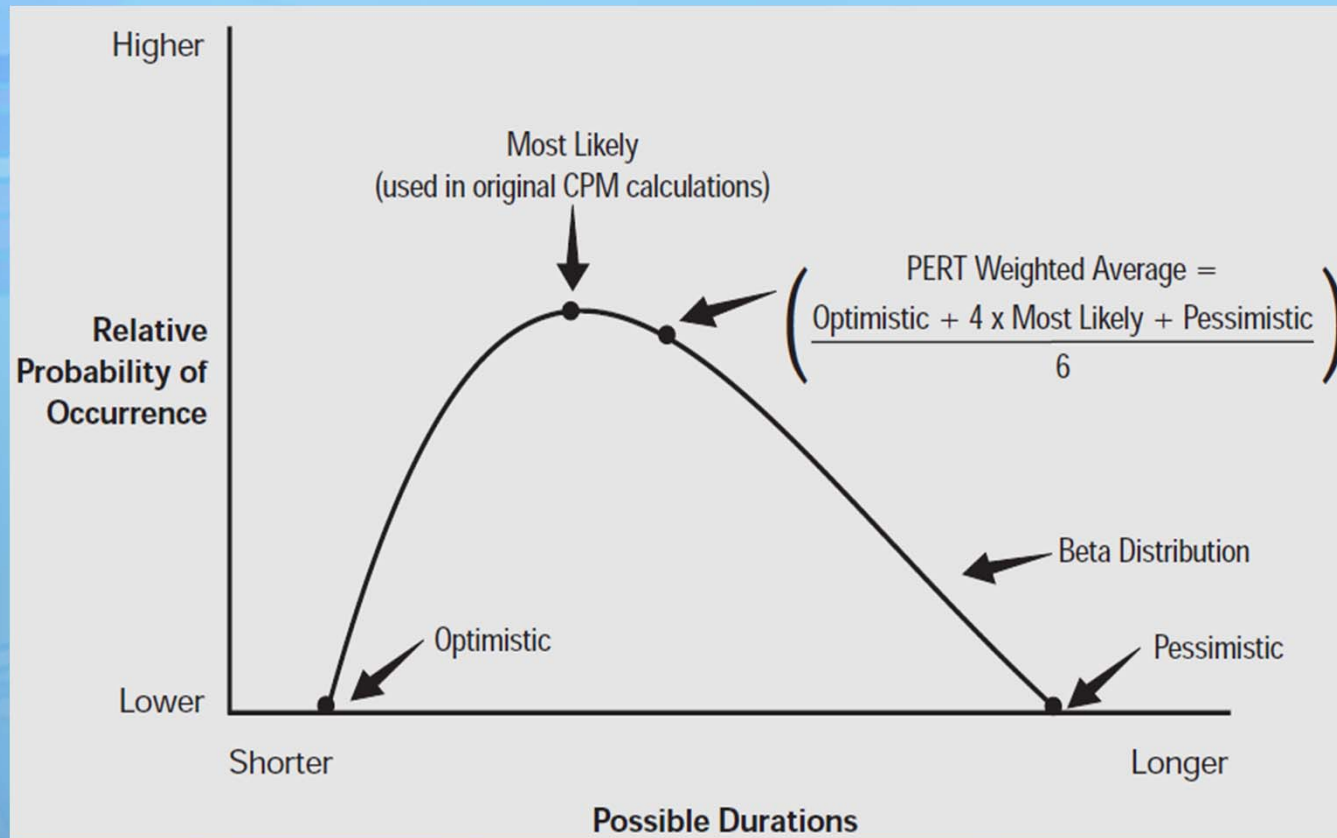 Higher
Most Likely
(used in original CPM calculations)
PERT Weighted Average =
Optimistic + 4 x Most Likely + Pessimistic
6
Relative
Probability of
Occurrence
Beta Distribution
Optimistic
Pessimistic
Lower
Shorter
Longer
Possible Durations